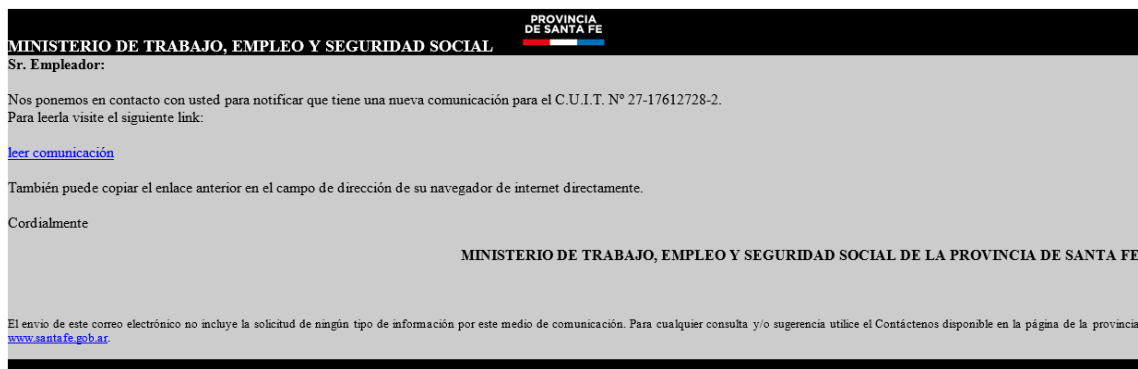 PROVINCIA
DE SANTA FE
MINISTERIO DE TRABAJO, EMPLEO Y SEGURIDAD SOCIAL
Sr. Empleador:
Nos ponemos en contacto con usted para notificar que tiene una nueva comunicación para el C.U.I.T. Nº 27-17612728-2.
Para leerla visite el siguiente link:
leer comunicación
También puede copiar el enlace anterior en el campo de dirección de su navegador de internet directamente.
Cordialmente
MINISTERIO DE TRABAJO, EMPLEO Y SEGURIDAD SOCIAL DE LA PROVINCIA DE SANTA FE
El envio de este correo electrónico no incluye la solicitud de ningún tipo de información por este medio de comunicación. Para cualquier consulta y/o sugerencia utilice el Contáctenos disponible en la página de la provincia
www.santafe.gob.ar.